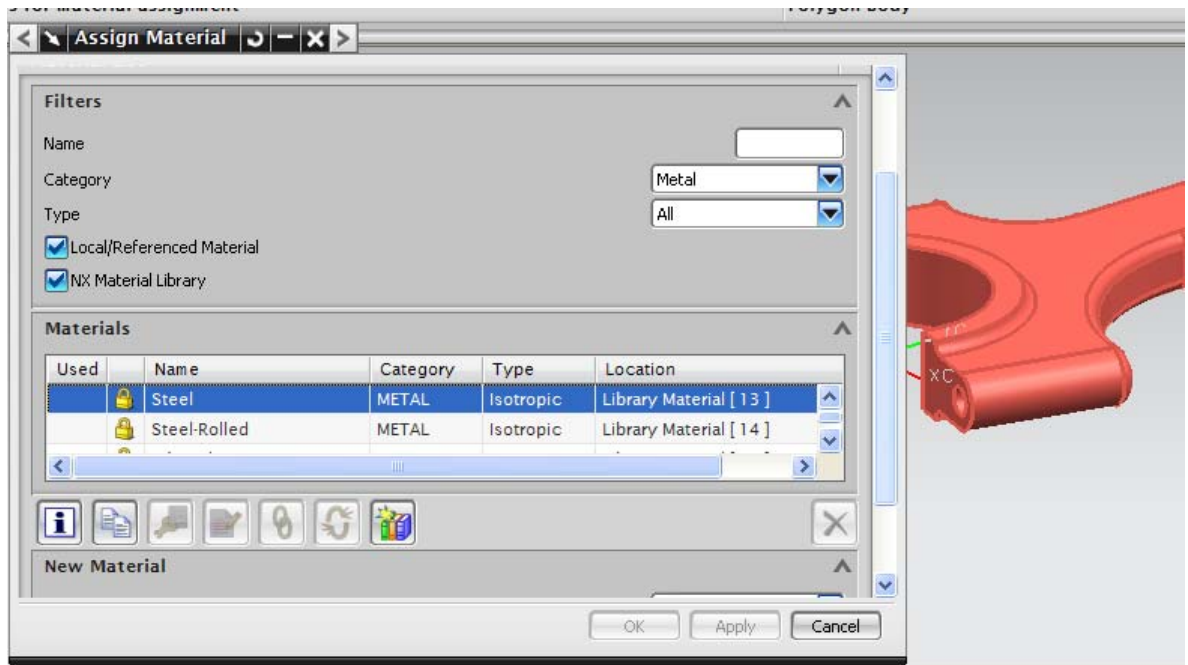 Assign Material
Filters
Name
Category Metal
Type All
Local/Referenced Material
NX Material Library
Materials
Used Name Category Type Location
Steel METAL Isotropic Library Material [ 13 ]
Steel-Rolled METAL Isotropic Library Material [ 14 ]
New Material
OK Apply Cancel
XC